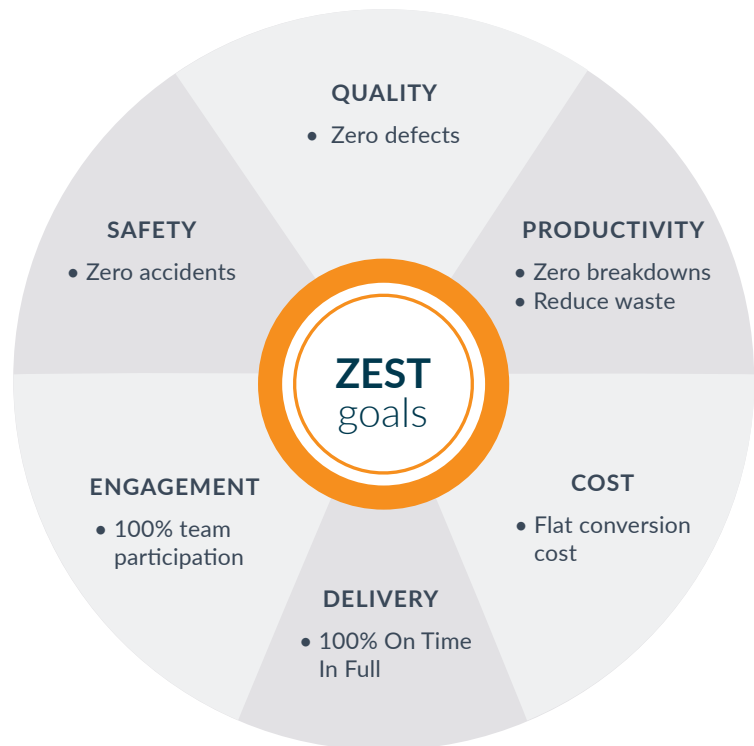 QUALITY
• Zero defects
SAFETY
• Zero accidents
PRODUCTIVITY
• Zero breakdowns
• Reduce waste
ZEST
goals
ENGAGEMENT
• 100% team
participation
COST
• Flat conversion
cost
DELIVERY
• 100% On Time
In Full